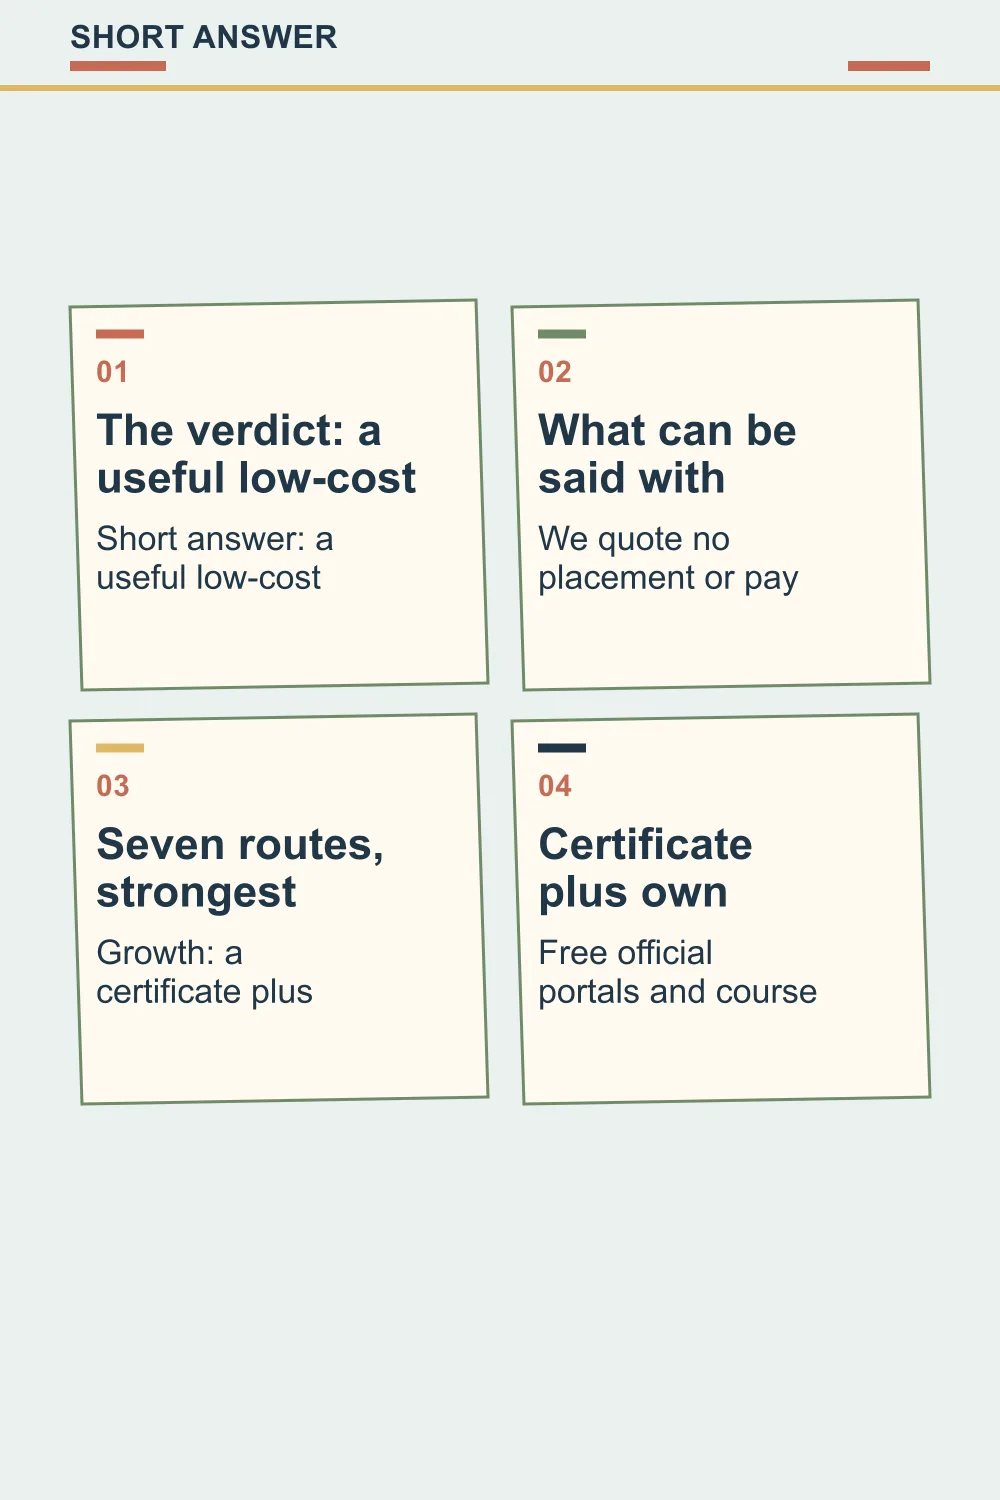 SHORT ANSWER
01
The verdict: a
useful low-cost
Short answer: a
useful low-cost
02
What can be
said with
We quote no
placement or pay
03
Seven routes,
strongest
Growth: a
certificate plus
04
Certificate
plus own
Free official
portals and course